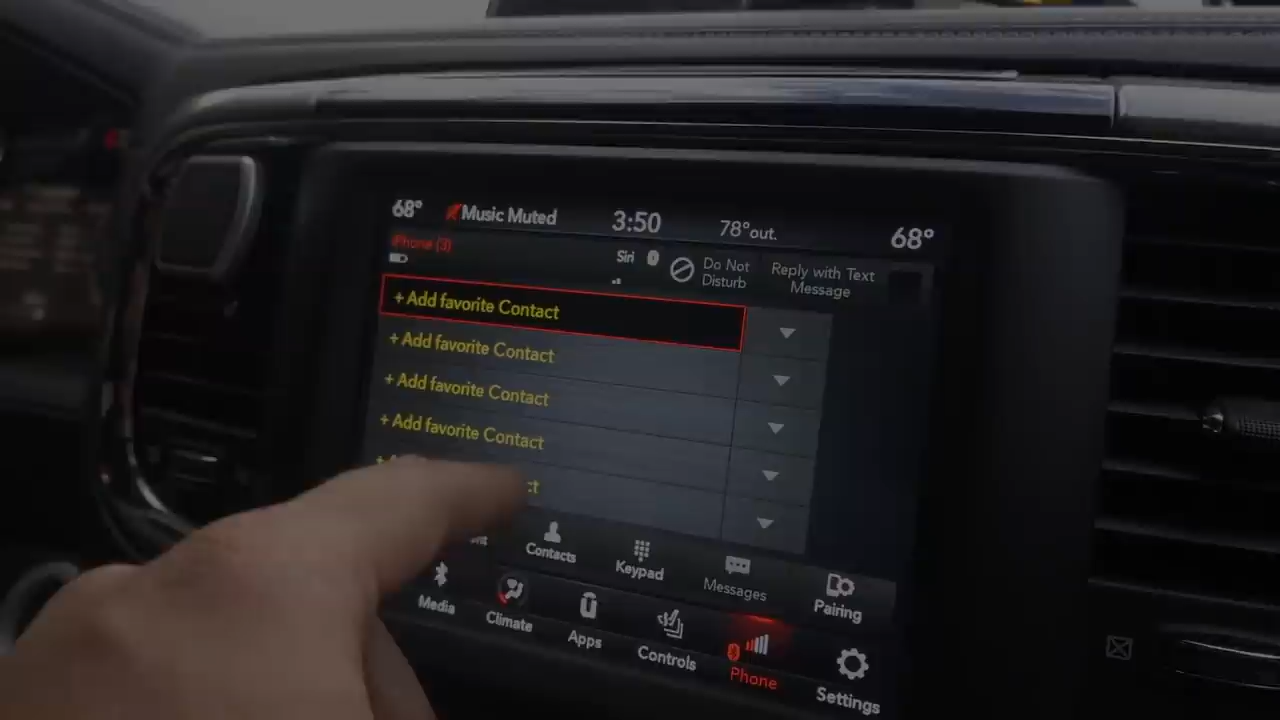 68° Music Muted 3:50 78°out. 68°
iPhone (3) Siri Do Not Disturb Reply with Text Message
+ Add favorite Contact
+ Add favorite Contact
+ Add favorite Contact
+ Add favorite Contact
Contacts Keypad Messages Pairing
Media Climate Apps Controls Phone Settings